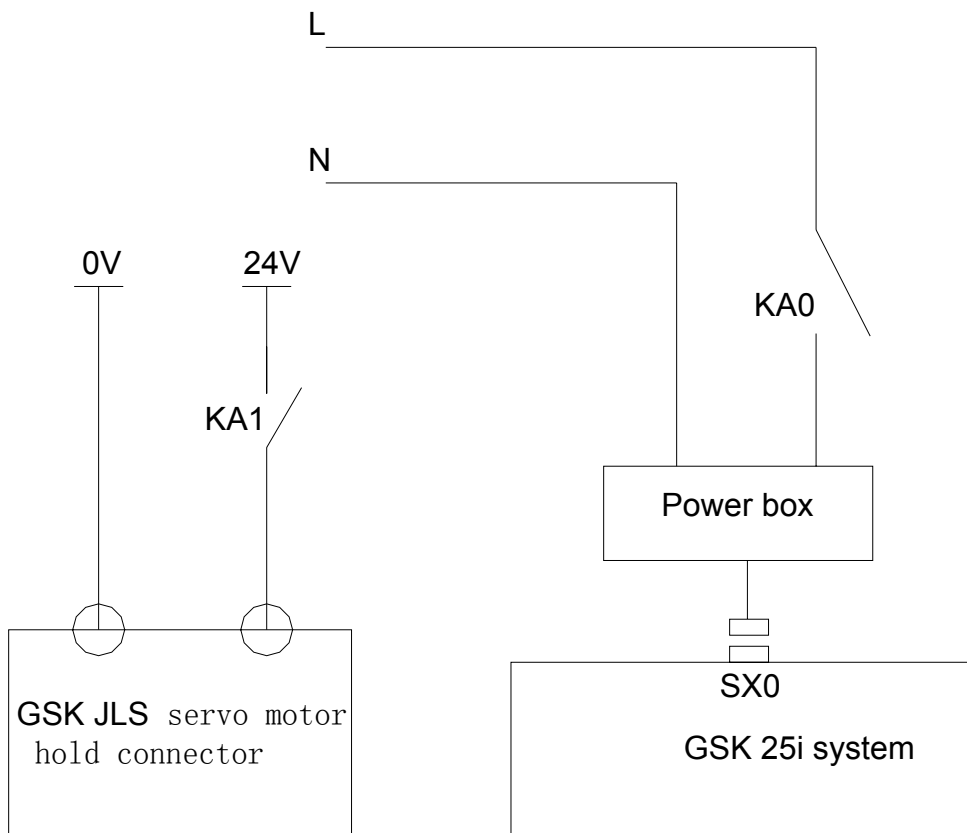 L
N
0V
24V
KA0
KA1
Power box
SX0
GSK JLS servo motor
hold connector
GSK 25i system